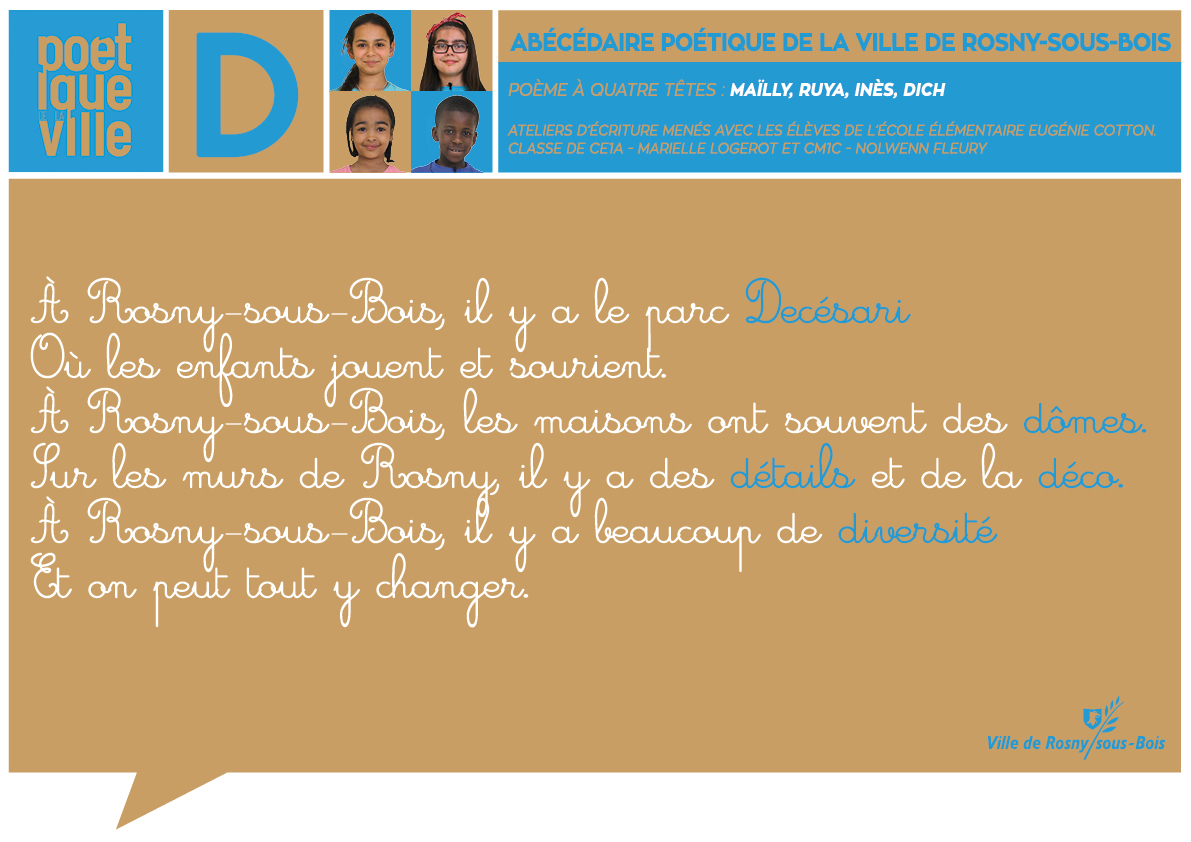 poet
ique
DE LA
ville
D
ABÉCÉDAIRE POÉTIQUE DE LA VILLE DE ROSNY-SOUS-BOIS
POÈME À QUATRE TÊTES : MAÏLLY, RUYA, INÈS, DICH
ATELIERS D'ÉCRITURE MENÉS AVEC LES ÉLÈVES DE L'ÉCOLE ÉLÉMENTAIRE EUGÉNIE COTTON.
CLASSE DE CE1A - MARIELLE LOGEROT ET CM1C - NOLWENN FLEURY
À Rosny-sous-Bois, il y a le parc Decésari
Où les enfants jouent et sourient.
À Rosny-sous-Bois, les maisons ont souvent des dômes.
Sur les murs de Rosny, il y a des détails et de la déco.
À Rosny-sous-Bois, il y a beaucoup de diversité
Et on peut tout y changer.
Ville de Rosny/sous-Bois